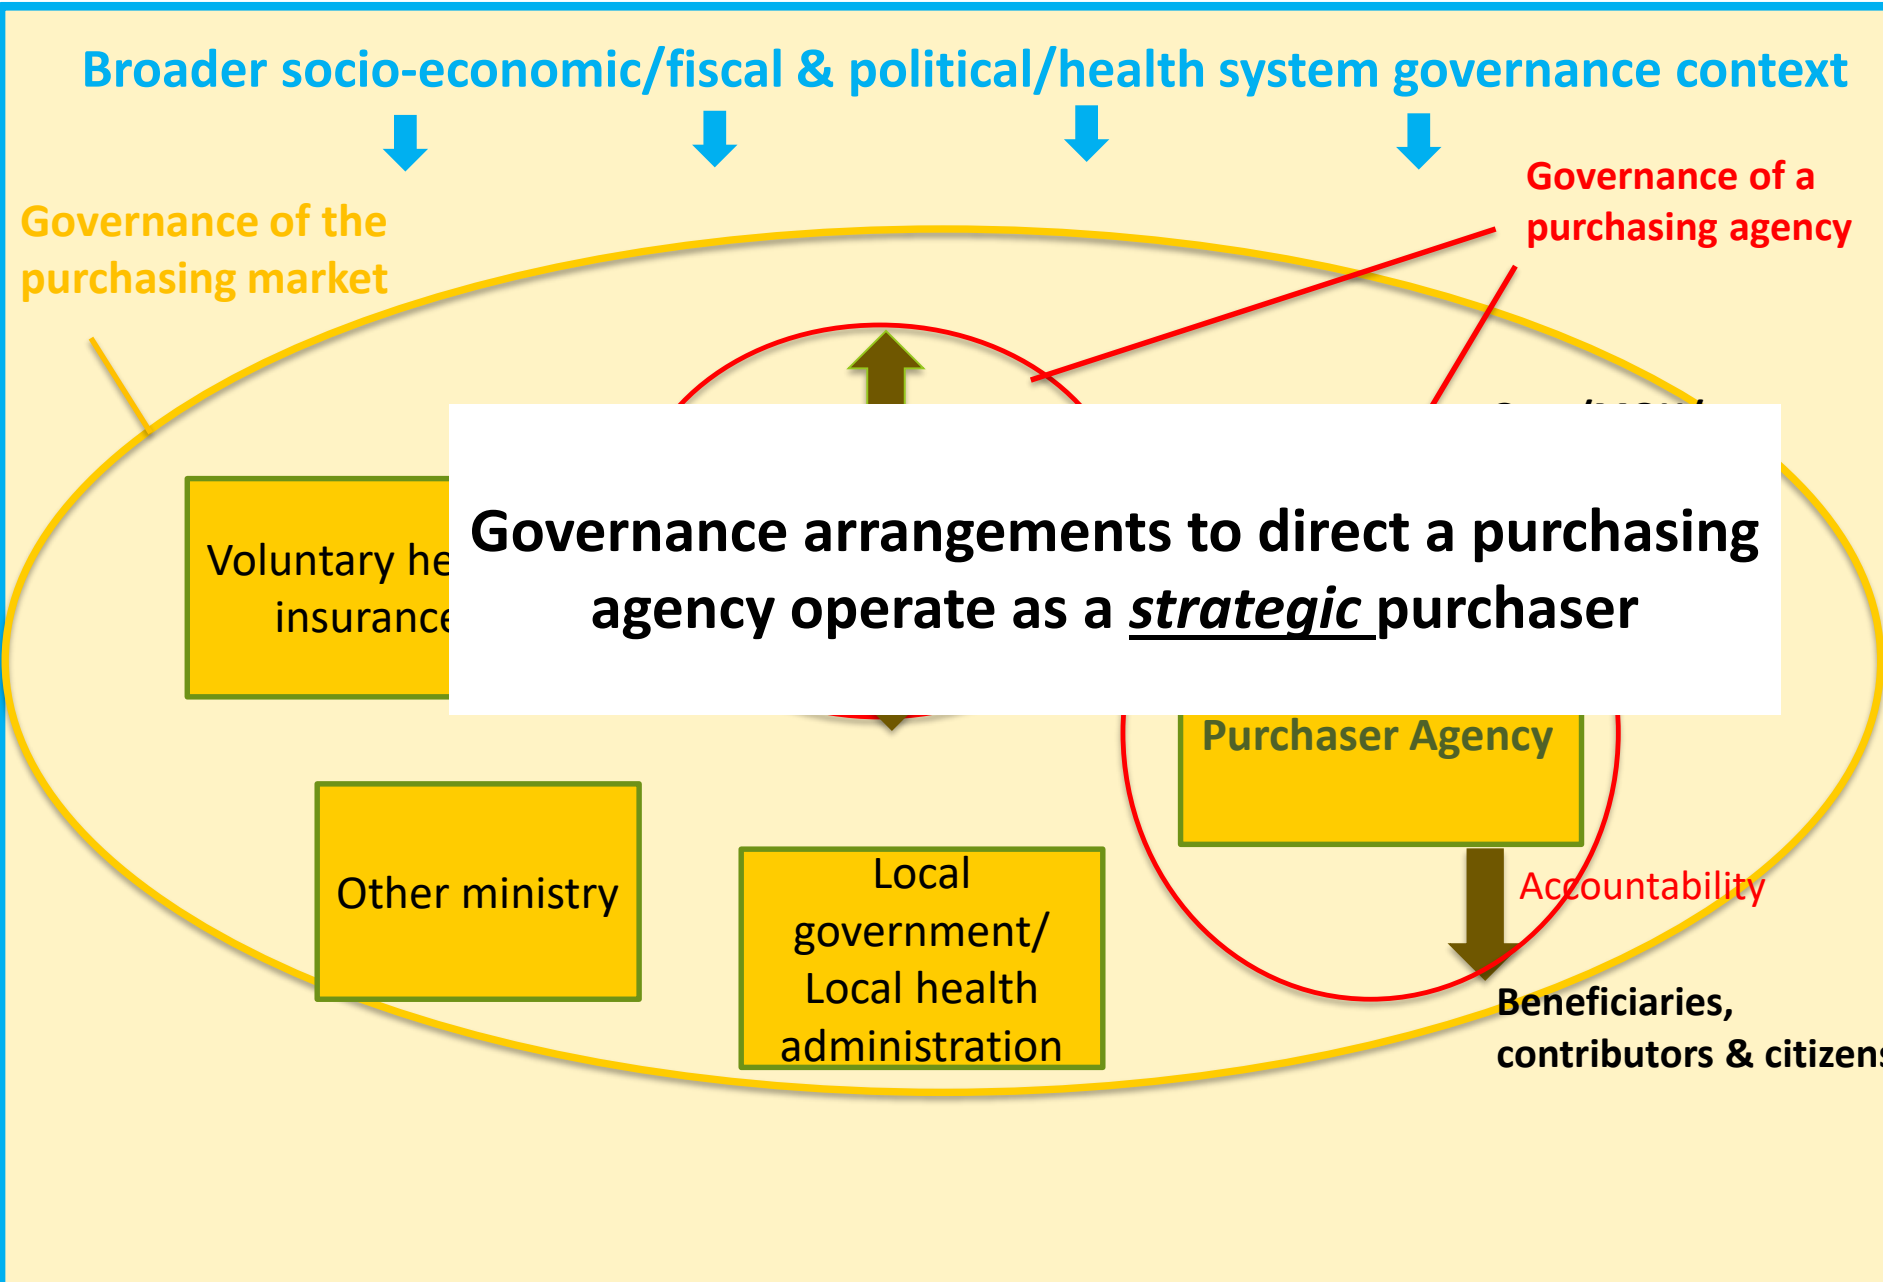 Broader socio-economic/fiscal & political/health system governance context
Governance of a
purchasing agency
Governance of the
purchasing market
Governance arrangements to direct a purchasing
agency operate as a strategic purchaser
Voluntary he
insurance
Purchaser Agency
Other ministry
Local
government/
Local health
administration
Accountability
Beneficiaries,
contributors & citizens